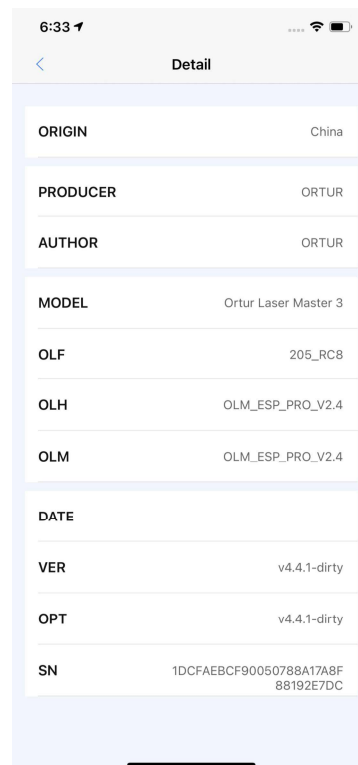 6:33
Detail
ORIGIN China
PRODUCER ORTUR
AUTHOR ORTUR
MODEL Ortur Laser Master 3
OLF 205_RC8
OLH OLM_ESP_PRO_V2.4
OLM OLM_ESP_PRO_V2.4
DATE
VER v4.4.1-dirty
OPT v4.4.1-dirty
SN 1DCFAEBCF90050788A17A8F
88192E7DC